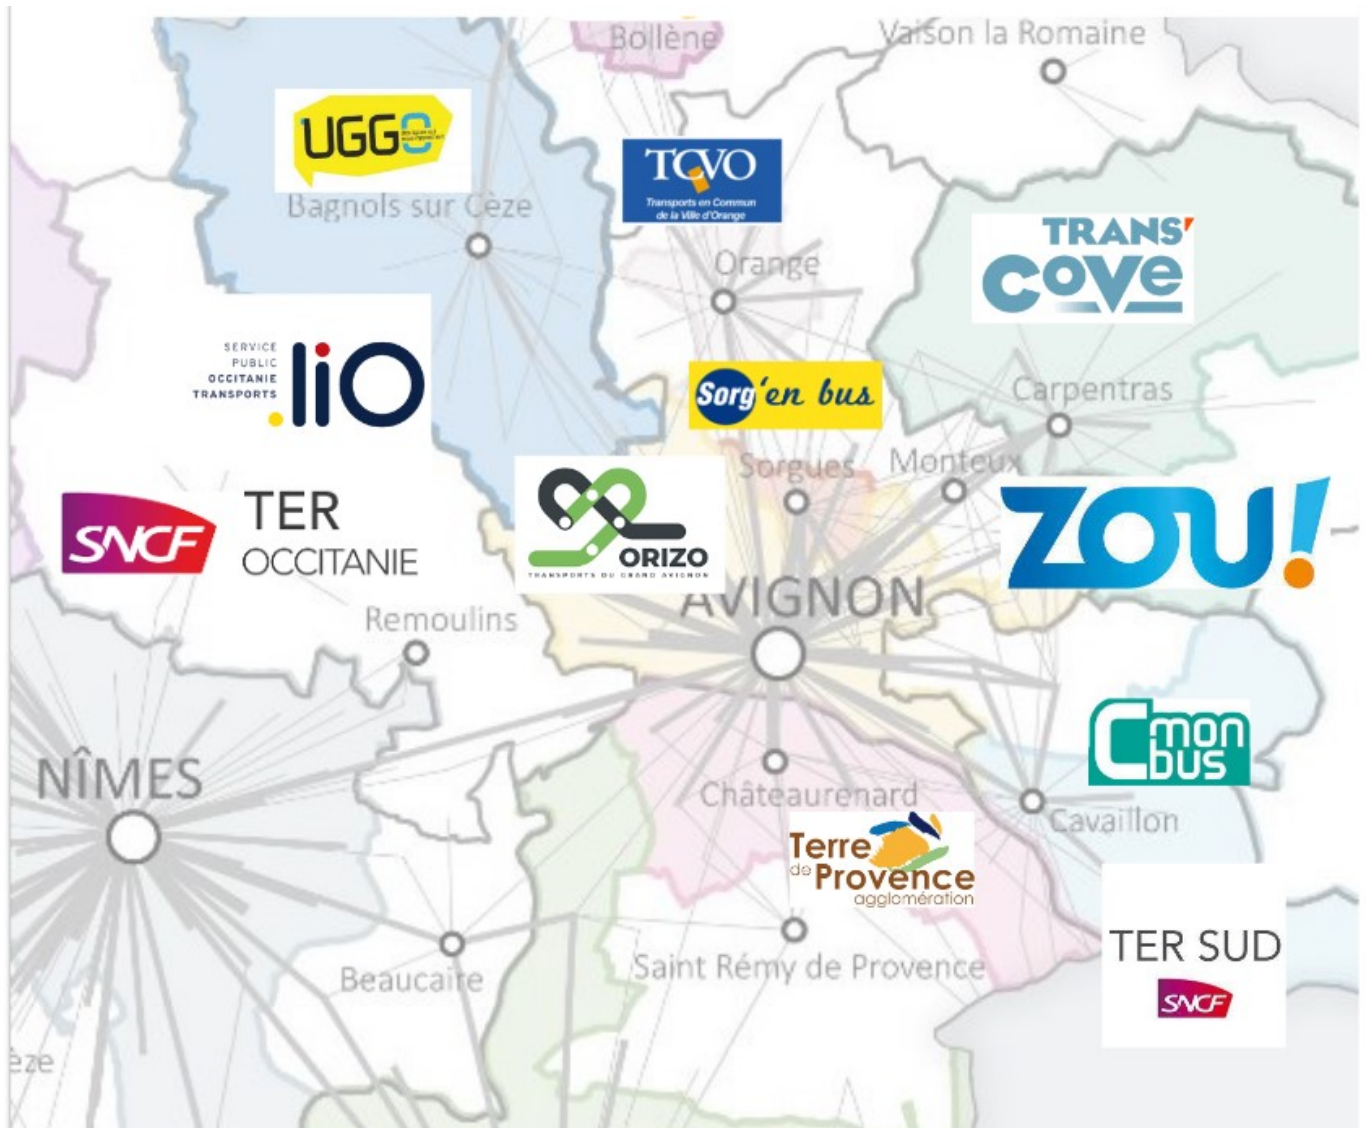 Bollène
Vaison la Romaine
UGGO
Bagnols sur Cèze
TCVO
Transports en Commun
de la Ville d'Orange
Orange
TRANS'
COVE
SERVICE
PUBLIC
OCCITANIE
TRANSPORTS
.liO
Sorg'en bus
Carpentras
Sorgues
Monteux
SNCF
TER
OCCITANIE
ORIZO
TRANSPORTS DU GRAND AVIGNON
ZOU!
AVIGNON
Remoulins
NÎMES
Châteaurenard
C mon
bus
Cavaillon
Terre
de Provence
agglomération
Beaucaire
Saint Rémy de Provence
TER SUD
SNCF
èze